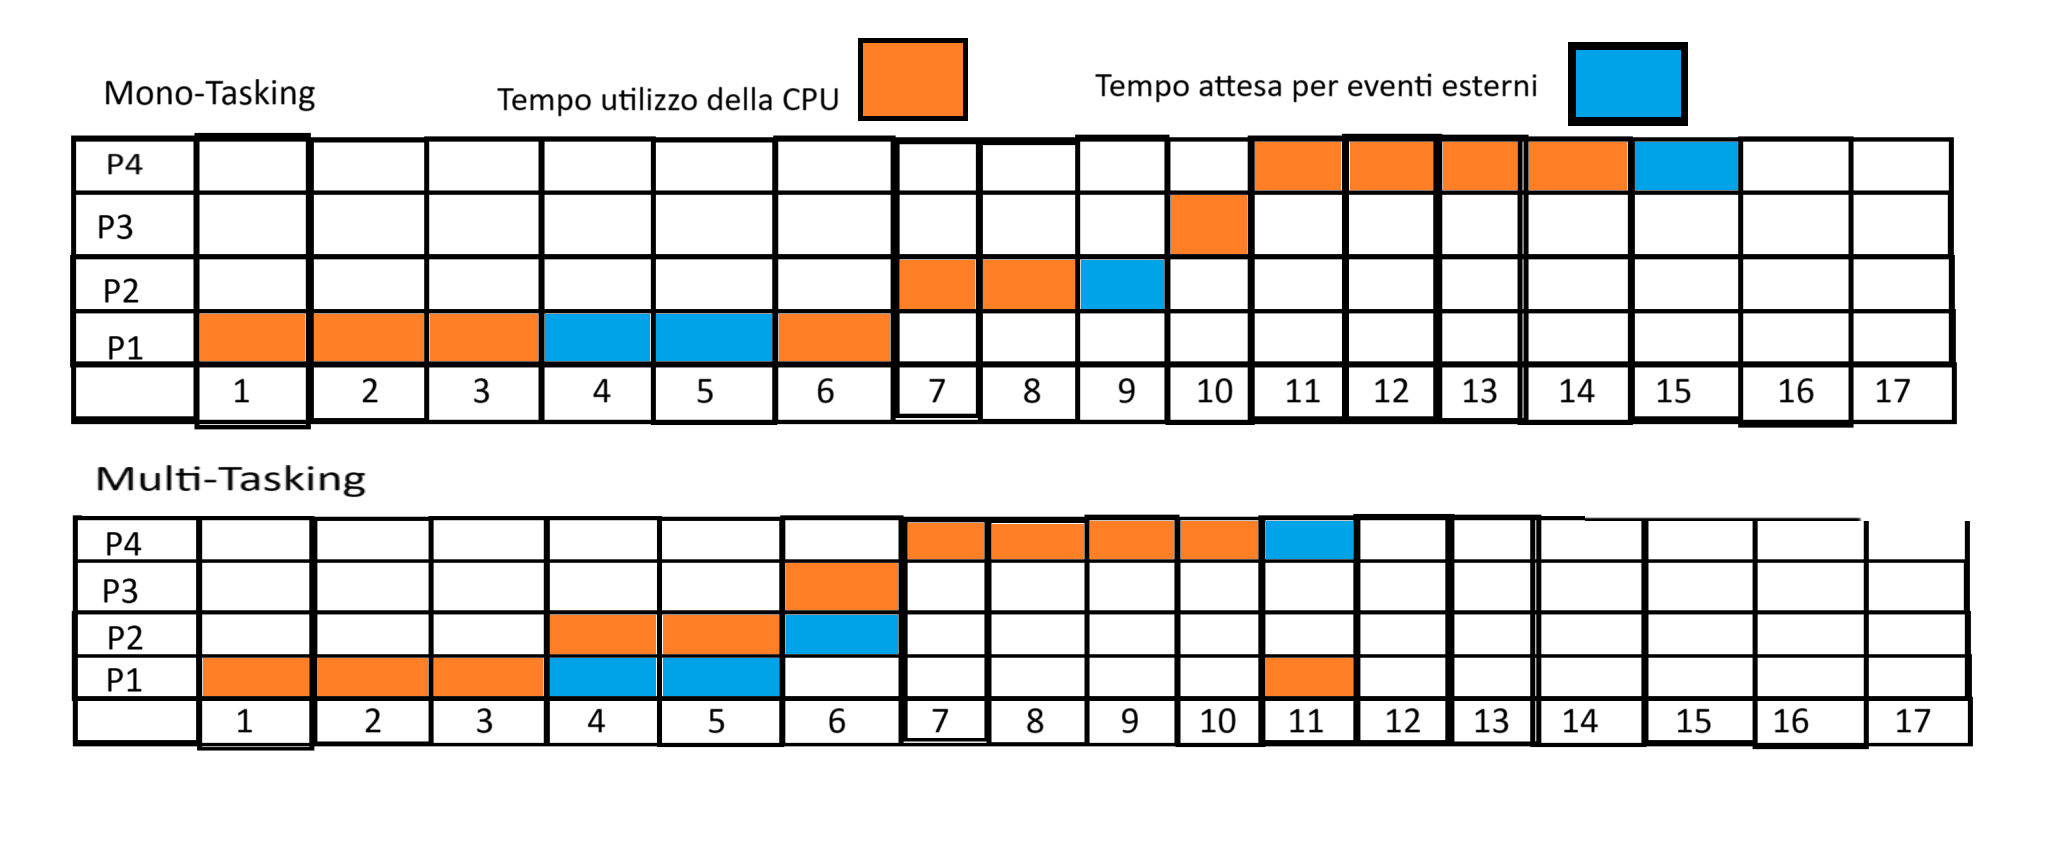 Mono-Tasking
Tempo utilizzo della CPU
Tempo attesa per eventi esterni
P4
P3
P2
P1
1 2 3 4 5 6 7 8 9 10 11 12 13 14 15 16 17
Multi-Tasking
P4
P3
P2
P1
1 2 3 4 5 6 7 8 9 10 11 12 13 14 15 16 17